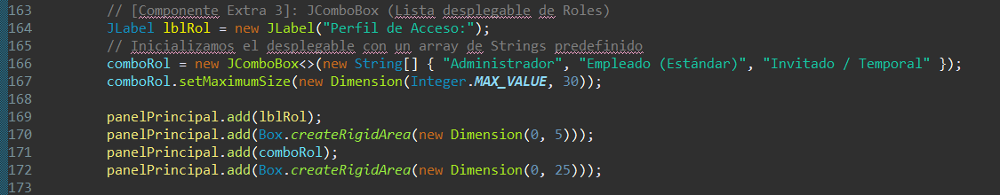 163 // [Componente Extra 3]: JComboBox (Lista desplegable de Roles)
164 JLabel lblRol = new JLabel("Perfil de Acceso:");
165 // Inicializamos el desplegable con un array de Strings predefinido
166 comboRol = new JComboBox<>(new String[] { "Administrador", "Empleado (Estándar)", "Invitado / Temporal" });
167 comboRol.setMaximumSize(new Dimension(Integer.MAX_VALUE, 30));
168
169 panelPrincipal.add(lblRol);
170 panelPrincipal.add(Box.createRigidArea(new Dimension(0, 5)));
171 panelPrincipal.add(comboRol);
172 panelPrincipal.add(Box.createRigidArea(new Dimension(0, 25)));
173